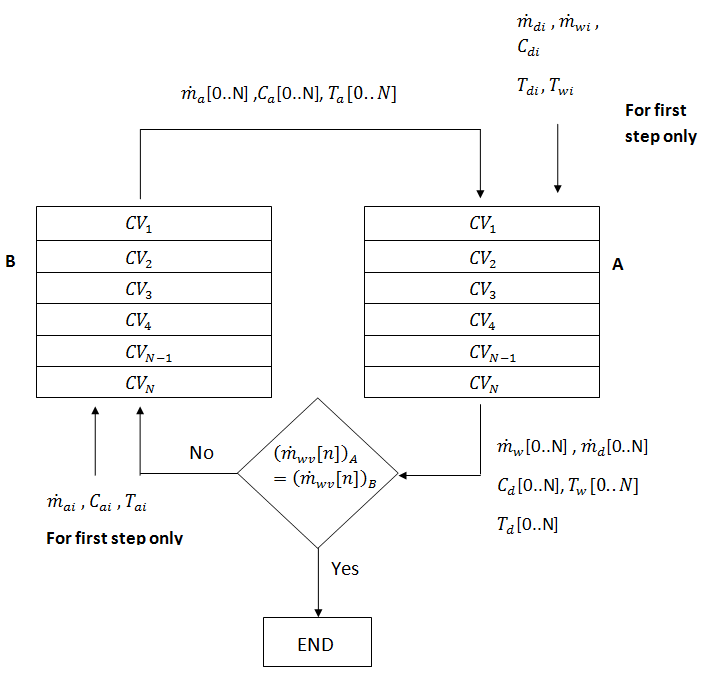 ṁ_di , ṁ_wi ,
C_di
T_di, T_wi
For first
step only
ṁ_a[0..N] ,C_a[0..N], T_a[0..N]
B
CV_1
CV_2
CV_3
CV_4
CV_{N−1}
CV_N
A
CV_1
CV_2
CV_3
CV_4
CV_{N−1}
CV_N
No
(ṁ_wv[n])_A
= (ṁ_wv[n])_B
ṁ_w[0..N] , ṁ_d[0..N]
C_d[0..N], T_w[0..N]
T_d[0..N]
ṁ_ai , C_ai , T_ai
For first step only
Yes
END